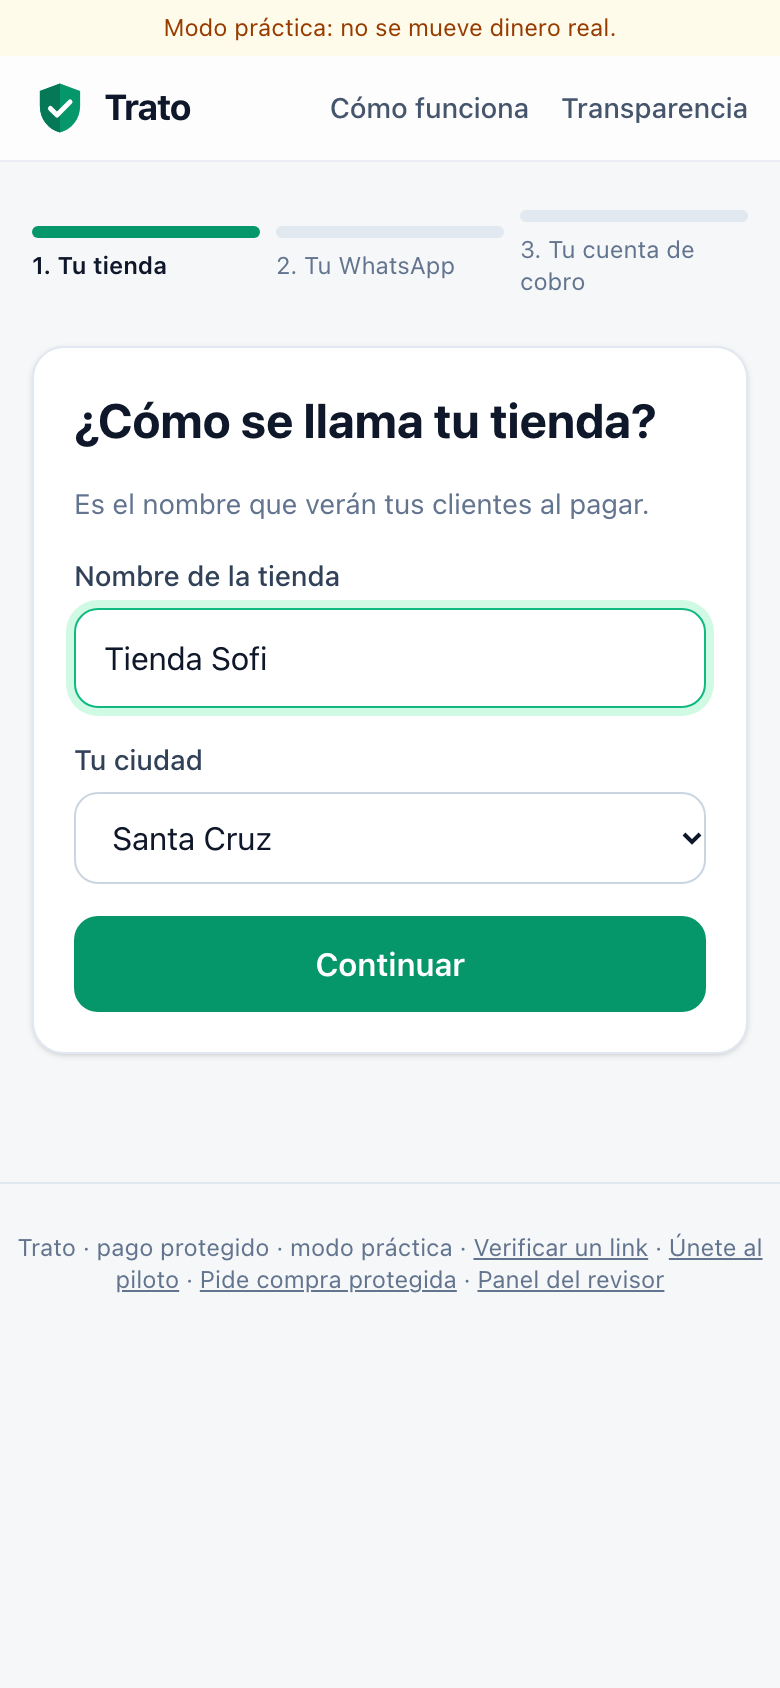 Modo práctica: no se mueve dinero real.
Trato
Cómo funciona
Transparencia
1. Tu tienda
2. Tu WhatsApp
3. Tu cuenta de
cobro
¿Cómo se llama tu tienda?
Es el nombre que verán tus clientes al pagar.
Nombre de la tienda
Tienda Sofi
Tu ciudad
Santa Cruz
Continuar
Trato · pago protegido · modo práctica · Verificar un link · Únete al
piloto · Pide compra protegida · Panel del revisor